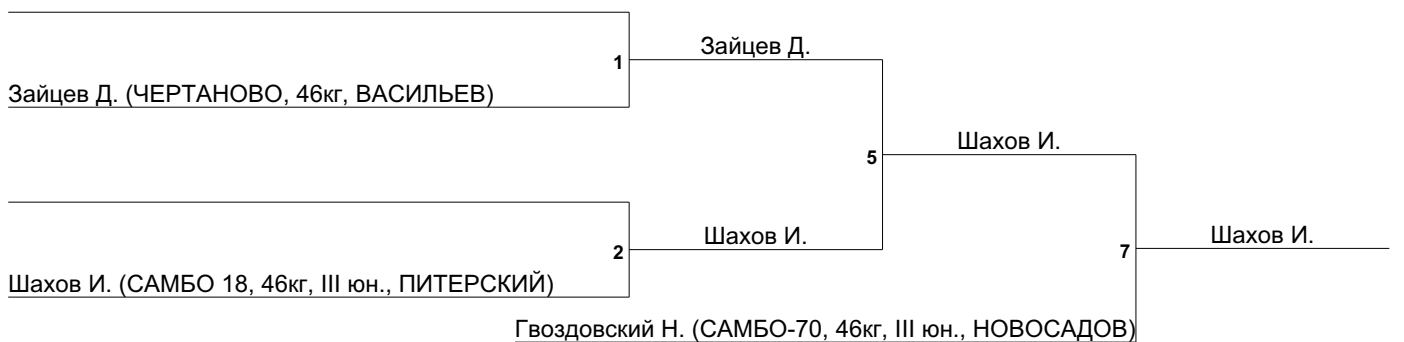 Зайцев Д.
1
Зайцев Д. (ЧЕРТАНОВО, 46кг, ВАСИЛЬЕВ)
Шахов И.
5
Шахов И.
Шахов И.
2
7
Шахов И. (САМБО 18, 46кг, III юн., ПИТЕРСКИЙ)
Шахов И.
Гвоздовский Н. (САМБО-70, 46кг, III юн., НОВОСАДОВ)